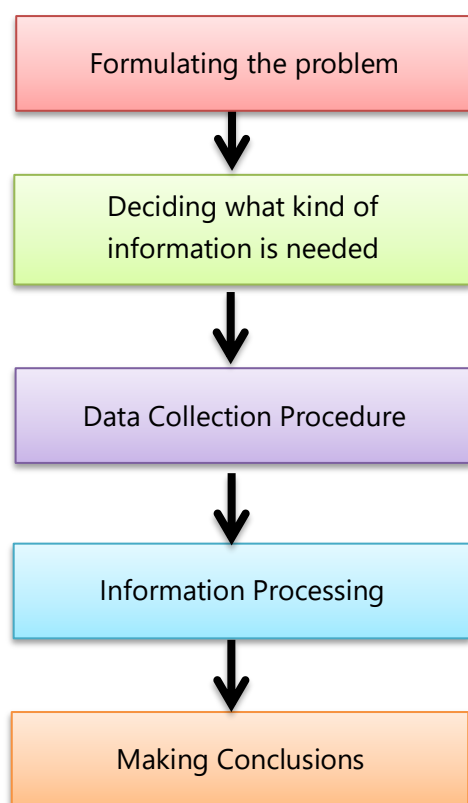 Formulating the problem
Deciding what kind of
information is needed
Data Collection Procedure
Information Processing
Making Conclusions